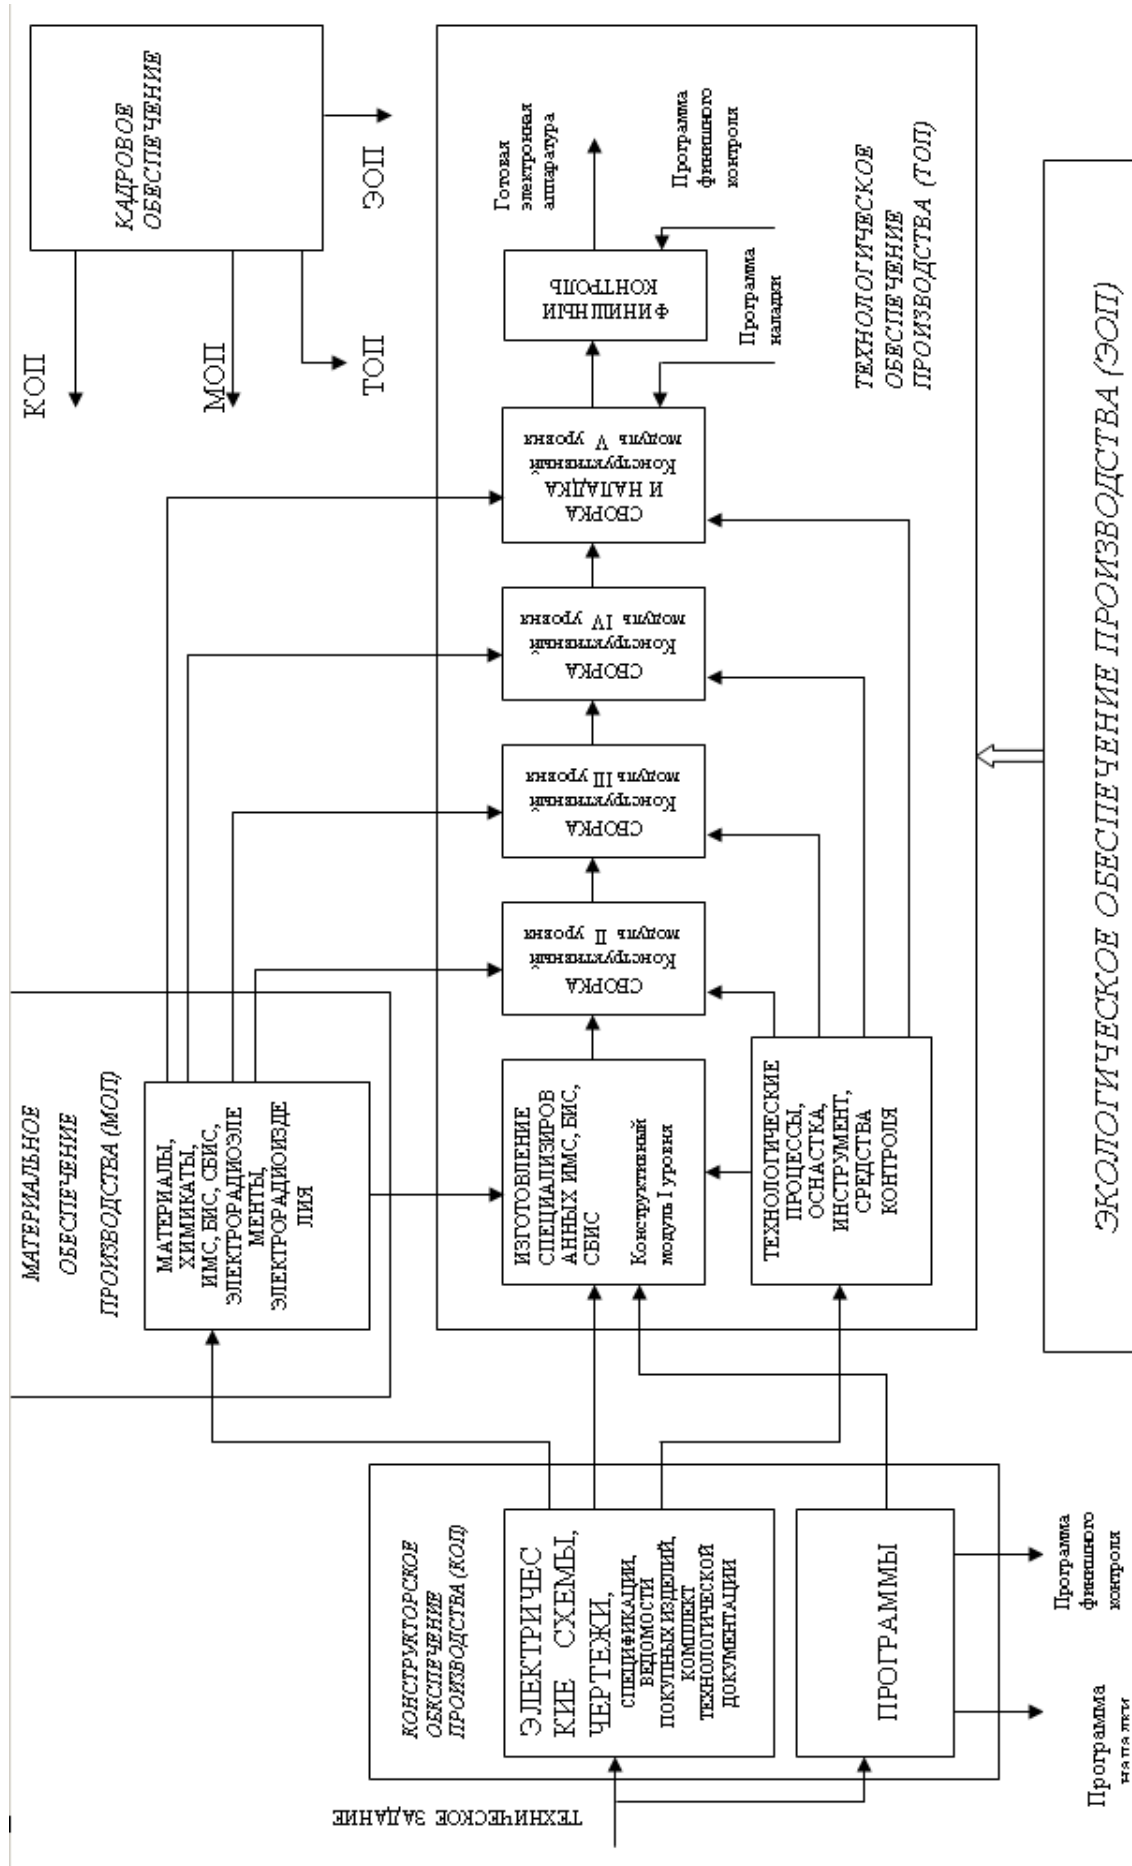 ТЕХНИЧЕСКОЕ ЗАДАНИЕ
КОНСТРУКТОРСКОЕ
ОБЕСПЕЧЕНИЕ
ПРОИЗВОДСТВА (КОП)
ЭЛЕКТРИЧЕС
КИЕ СХЕМЫ,
ЧЕРТЕЖИ,
СПЕЦИФИКАЦИИ,
ВЕДОМОСТИ
ПОКУПНЫХ ИЗДЕЛИЙ,
КОМПЛЕКТ
ТЕХНОЛОГИЧЕСКОЙ
ДОКУМЕНТАЦИИ
ПРОГРАММЫ
Программа
наладки
Программа
финишного
контроля
МАТЕРИАЛЬНОЕ
ОБЕСПЕЧЕНИЕ
ПРОИЗВОДСТВА (МОП)
МАТЕРИАЛЫ,
ХИМИКАТЫ,
ИМС, БИС, СБИС,
ЭЛЕКТРОРАДИОЭЛЕ
МЕНТЫ,
ЭЛЕКТРОРАДИОИЗДЕ
ЛИЯ
ИЗГОТОВЛЕНИЕ
СПЕЦИАЛИЗИРОВ
АННЫХ ИМС, БИС,
СБИС
Конструктивный
модуль I уровня
ТЕХНОЛОГИЧЕСКИЕ
ПРОЦЕССЫ,
ОСНАСТКА,
ИНСТРУМЕНТ,
СРЕДСТВА
КОНТРОЛЯ
СБОРКА
Конструктивный
модуль II уровня
СБОРКА
Конструктивный
модуль III уровня
СБОРКА
Конструктивный
модуль IV уровня
СБОРКА
И НАЛАДКА
Конструктивный
модуль V уровня
ФИНИШНЫЙ
КОНТРОЛЬ
Готовая
электронная
аппаратура
Программа
наладки
Программа
финишного
контроля
ТЕХНОЛОГИЧЕСКОЕ
ОБЕСПЕЧЕНИЕ
ПРОИЗВОДСТВА (ТОП)
КОП
МОП
ТОП
ЭОП
КАДРОВОЕ
ОБЕСПЕЧЕНИЕ
ЭКОЛОГИЧЕСКОЕ ОБЕСПЕЧЕНИЕ ПРОИЗВОДСТВА (ЭОП)